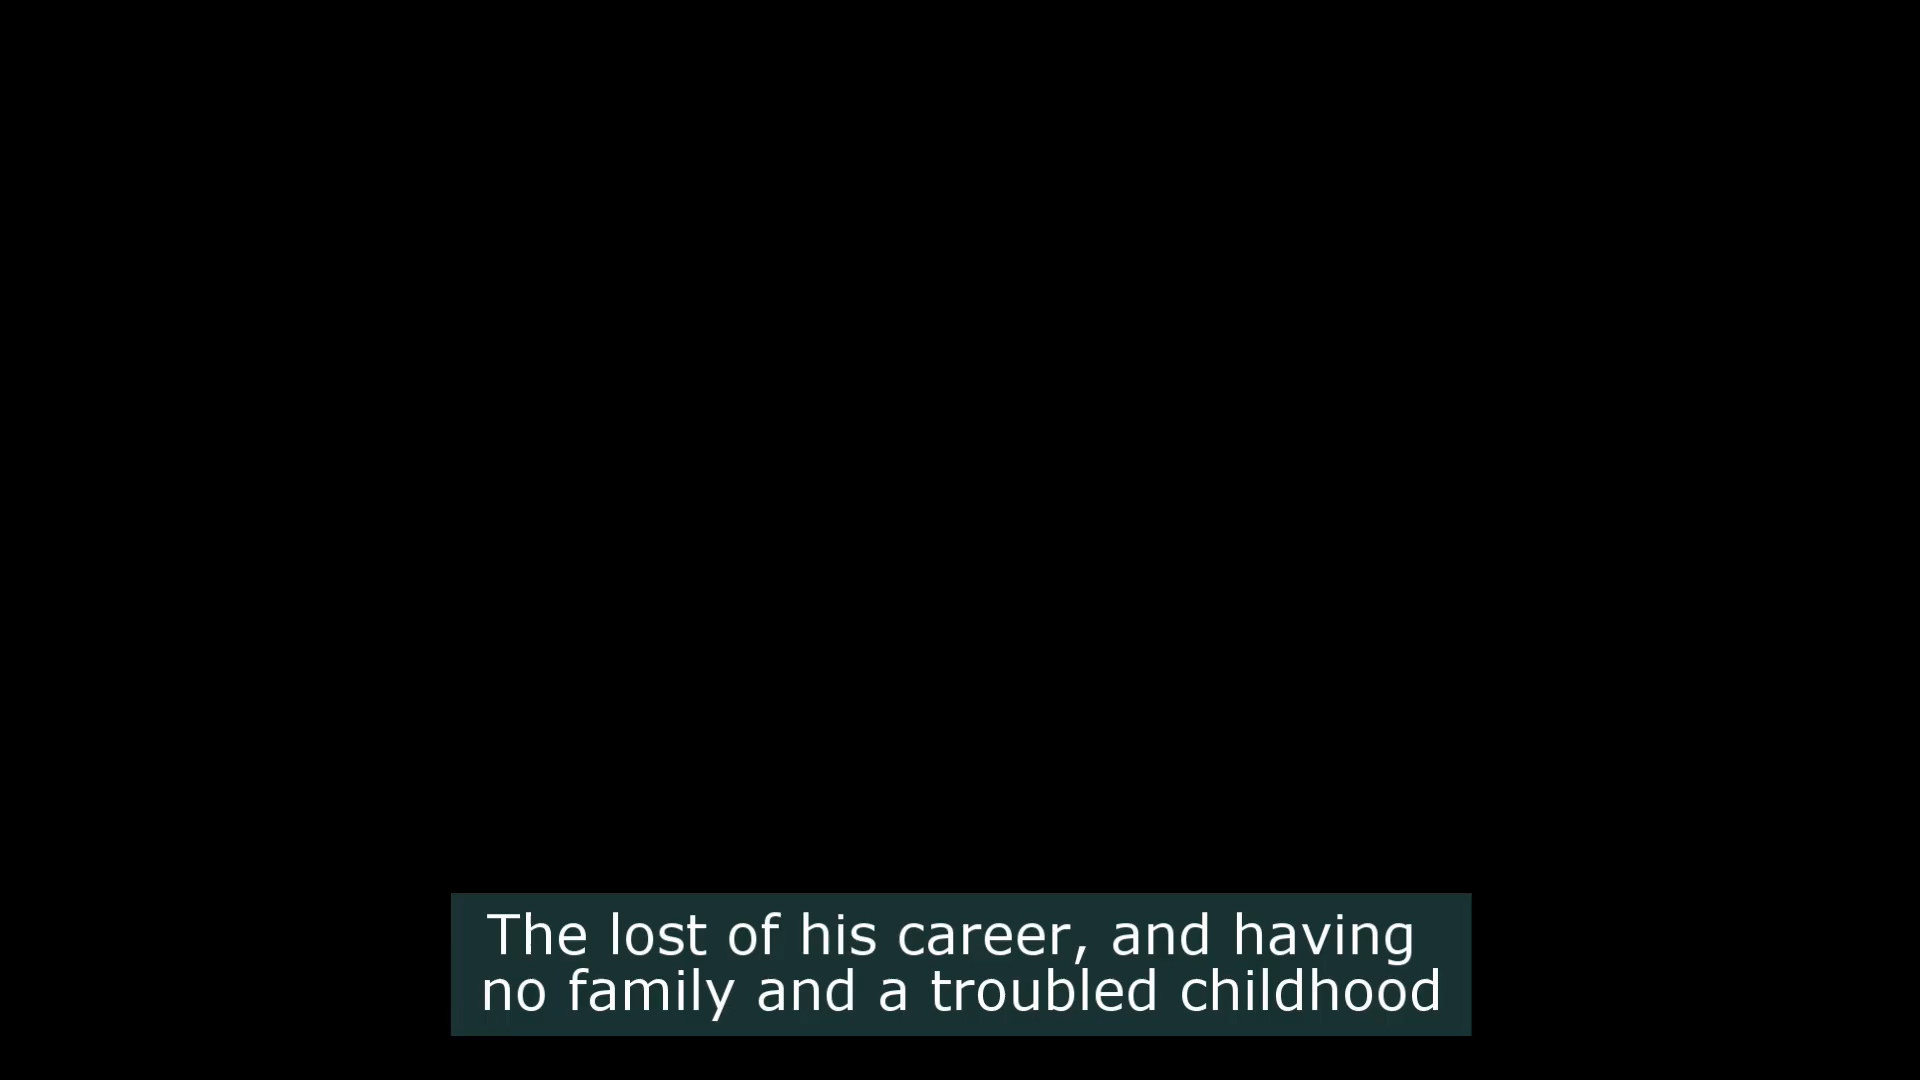 The lost of his career, and having
no family and a troubled childhood